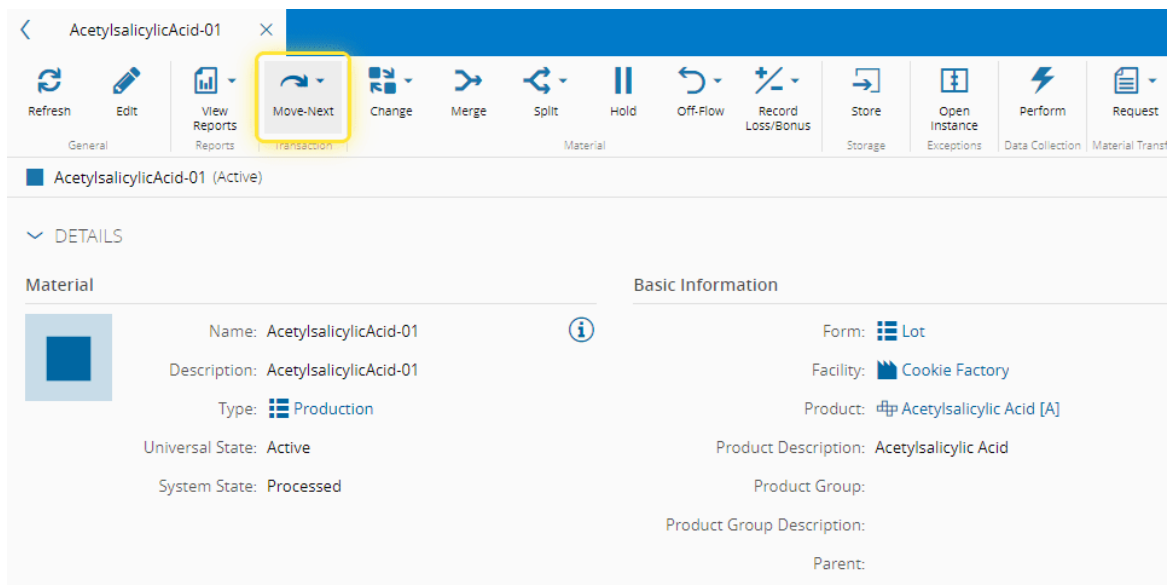 AcetylsalicylicAcid-01
Refresh Edit View Reports Move-Next Change Merge Split Hold Off-Flow Record Loss/Bonus Store Open Instance Perform Request
General Reports Transaction Material Storage Exceptions Data Collection Material Transf
AcetylsalicylicAcid-01 (Active)
DETAILS
Material
Name: AcetylsalicylicAcid-01
Description: AcetylsalicylicAcid-01
Type: Production
Universal State: Active
System State: Processed
Basic Information
Form: Lot
Facility: Cookie Factory
Product: Acetylsalicylic Acid [A]
Product Description: Acetylsalicylic Acid
Product Group:
Product Group Description:
Parent: